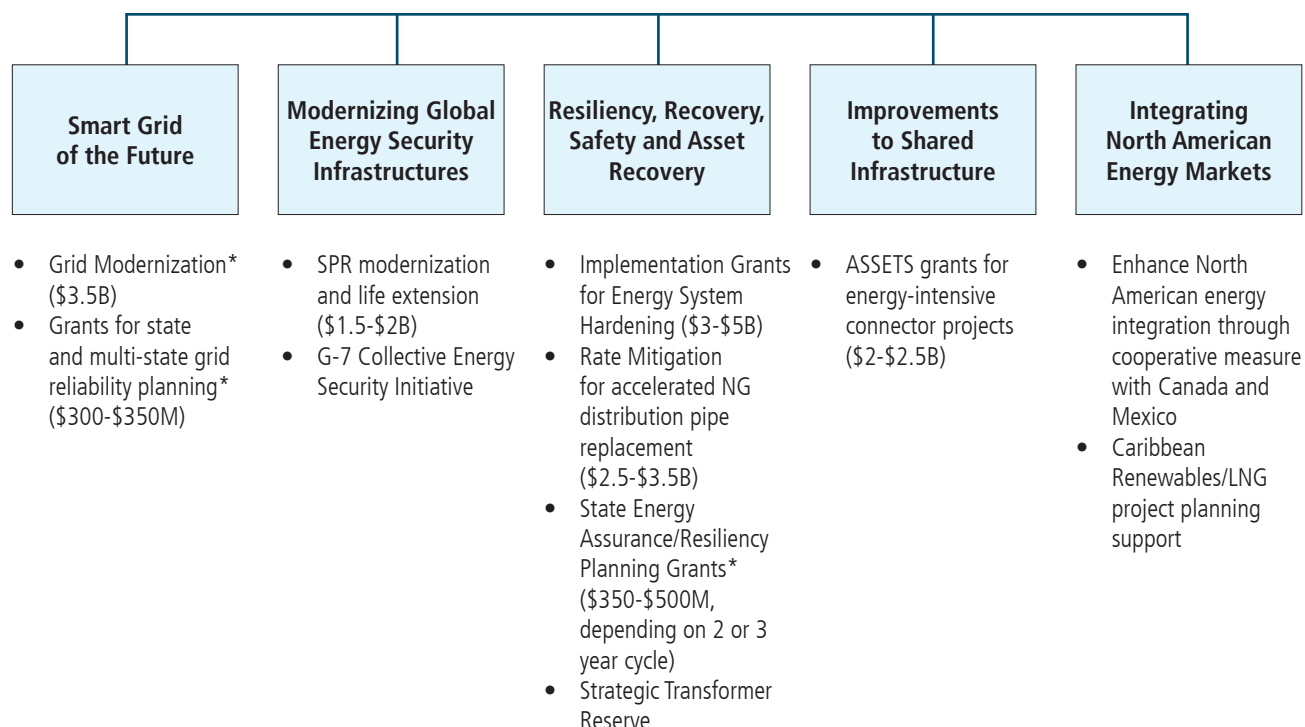 Smart Grid
of the Future
Modernizing Global
Energy Security
Infrastructures
Resiliency, Recovery,
Safety and Asset
Recovery
Improvements
to Shared
Infrastructure
Integrating
North American
Energy Markets
• Grid Modernization*
($3.5B)
• Grants for state
and multi-state grid
reliability planning*
($300-$350M)
• SPR modernization
and life extension
($1.5-$2B)
• G-7 Collective Energy
Security Initiative
• Implementation Grants
for Energy System
Hardening ($3-$5B)
• Rate Mitigation
for accelerated NG
distribution pipe
replacement
($2.5-$3.5B)
• State Energy
Assurance/Resiliency
Planning Grants*
($350-$500M,
depending on 2 or 3
year cycle)
• Strategic Transformer
Reserve
• ASSETS grants for
energy-intensive
connector projects
($2-$2.5B)
• Enhance North
American energy
integration through
cooperative measure
with Canada and
Mexico
• Caribbean
Renewables/LNG
project planning
support